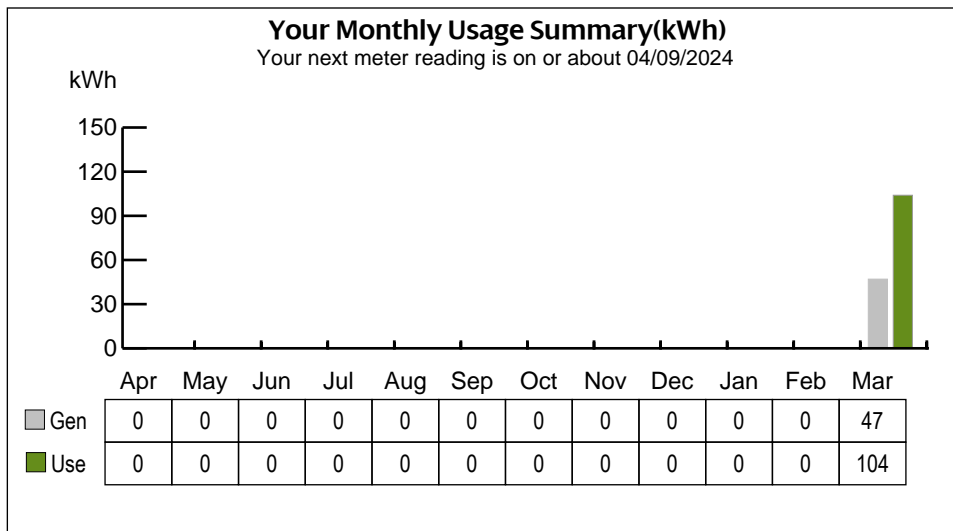 Your Monthly Usage Summary(kWh)
Your next meter reading is on or about 04/09/2024
kWh
150
120
90
60
30
0
Apr May Jun Jul Aug Sep Oct Nov Dec Jan Feb Mar
Gen 0 0 0 0 0 0 0 0 0 0 0 47
Use 0 0 0 0 0 0 0 0 0 0 0 104